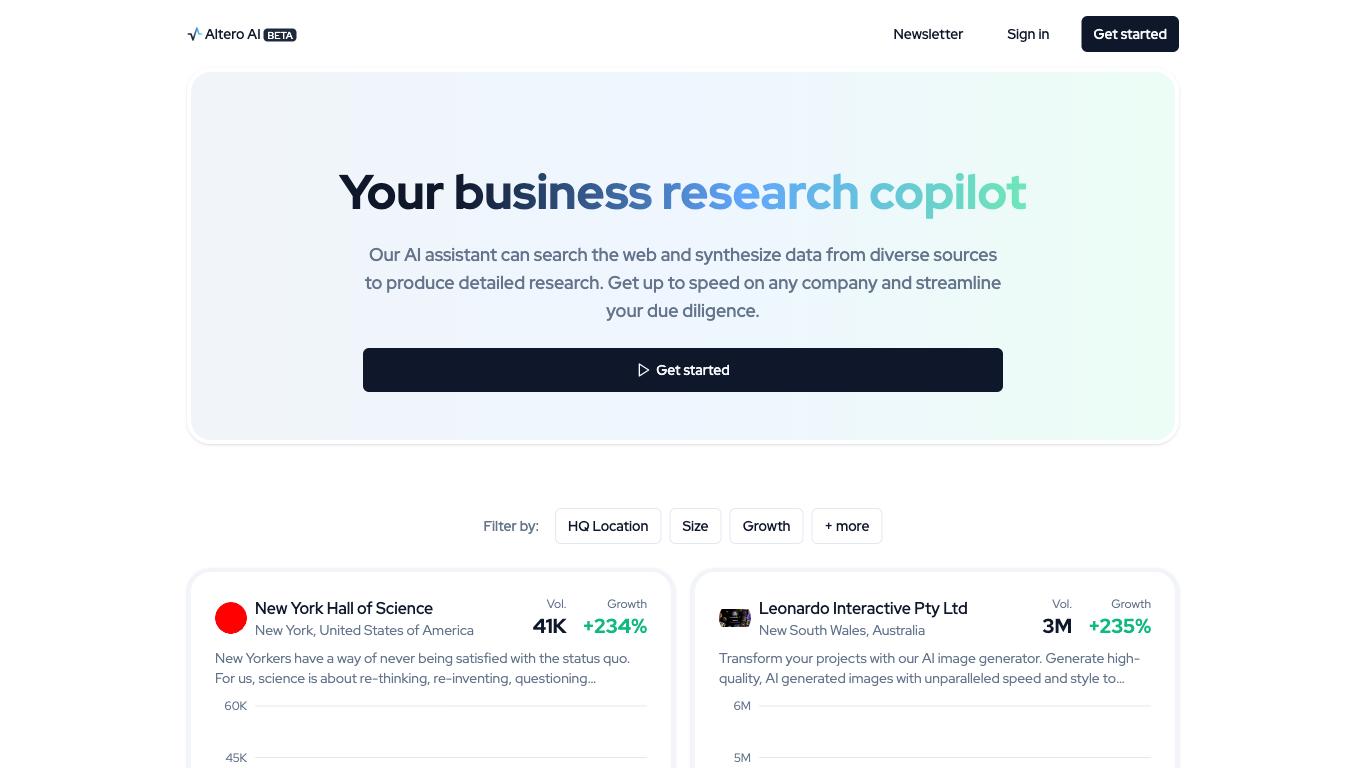 Altero AI BETA
Newsletter
Sign in
Get started
Your business research copilot
Our AI assistant can search the web and synthesize data from diverse sources
to produce detailed research. Get up to speed on any company and streamline
your due diligence.
Get started
Filter by:
HQ Location
Size
Growth
+ more
New York Hall of Science
New York, United States of America
Vol.
41K
Growth
+234%
New Yorkers have a way of never being satisfied with the status quo.
For us, science is about re-thinking, re-inventing, questioning...
60K
45K
Leonardo Interactive Pty Ltd
New South Wales, Australia
Vol.
3M
Growth
+235%
Transform your projects with our AI image generator. Generate high-
quality, AI generated images with unparalleled speed and style to...
6M
5M